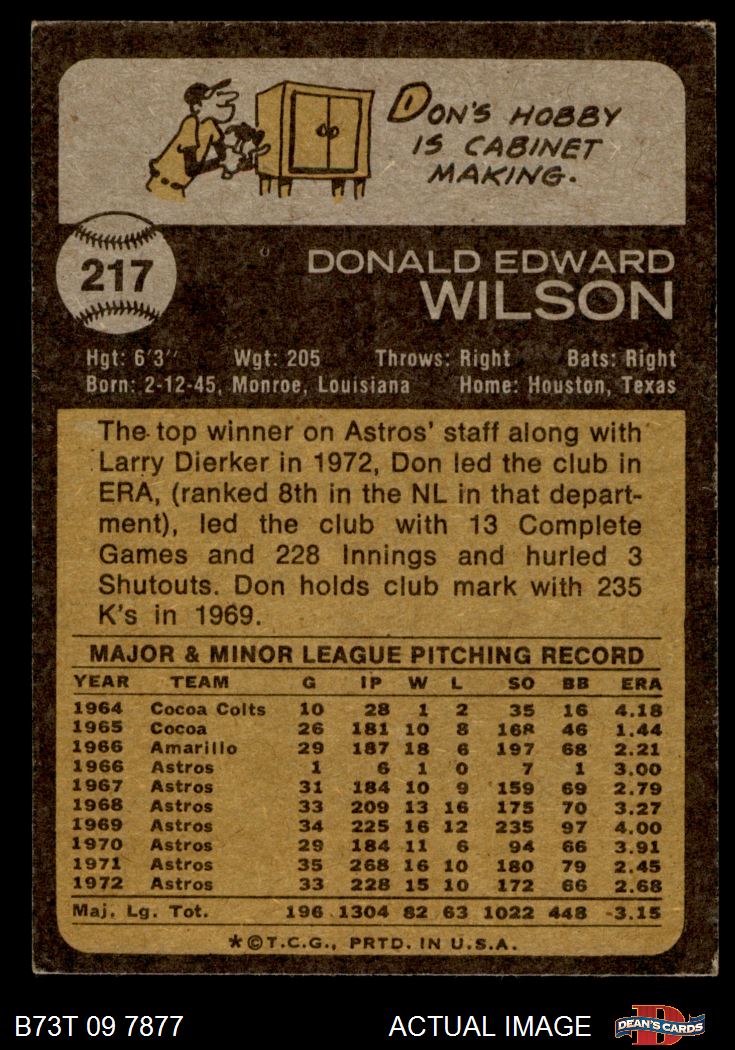 DON'S HOBBY
IS CABINET
MAKING.
217
DONALD EDWARD
WILSON
Hgt: 6'3" Wgt: 205 Throws: Right Bats: Right
Born: 2-12-45, Monroe, Louisiana Home: Houston, Texas
The top winner on Astros' staff along with
Larry Dierker in 1972, Don led the club in
ERA, (ranked 8th in the NL in that depart-
ment), led the club with 13 Complete
Games and 228 Innings and hurled 3
Shutouts. Don holds club mark with 235
K's in 1969.
MAJOR & MINOR LEAGUE PITCHING RECORD
YEAR TEAM G IP W L SO BB ERA
1964 Cocoa Colts 10 28 1 2 35 16 4.18
1965 Cocoa 26 181 10 8 168 46 1.44
1966 Amarillo 29 187 18 6 197 68 2.21
1966 Astros 1 6 1 0 7 1 3.00
1967 Astros 31 184 10 9 159 69 2.79
1968 Astros 33 209 13 16 175 70 3.27
1969 Astros 34 225 16 12 235 97 4.00
1970 Astros 29 184 11 6 94 66 3.91
1971 Astros 35 268 16 10 180 79 2.45
1972 Astros 33 228 15 10 172 66 2.68
Maj. Lg. Tot. 196 1304 82 63 1022 448 3.15
*©T.C.G., PRTD. IN U.S.A.
B73T 09 7877 ACTUAL IMAGE DEAN'S CARDS